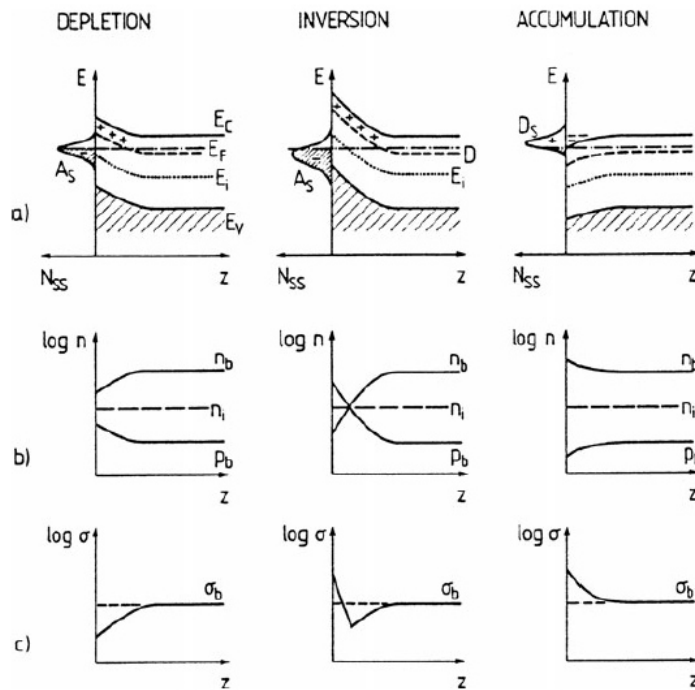 DEPLETION INVERSION ACCUMULATION
E E E
E_C D_S
E_F D
A_S A_S
E_i E_i
a)
E_V
N_SS z N_SS z N_SS z
log n log n log n
n_b n_b n_b
n_i n_i n_i
b)
p_b p_b
z z z
log σ log σ log σ
σ_b σ_b σ_b
c)
z z z